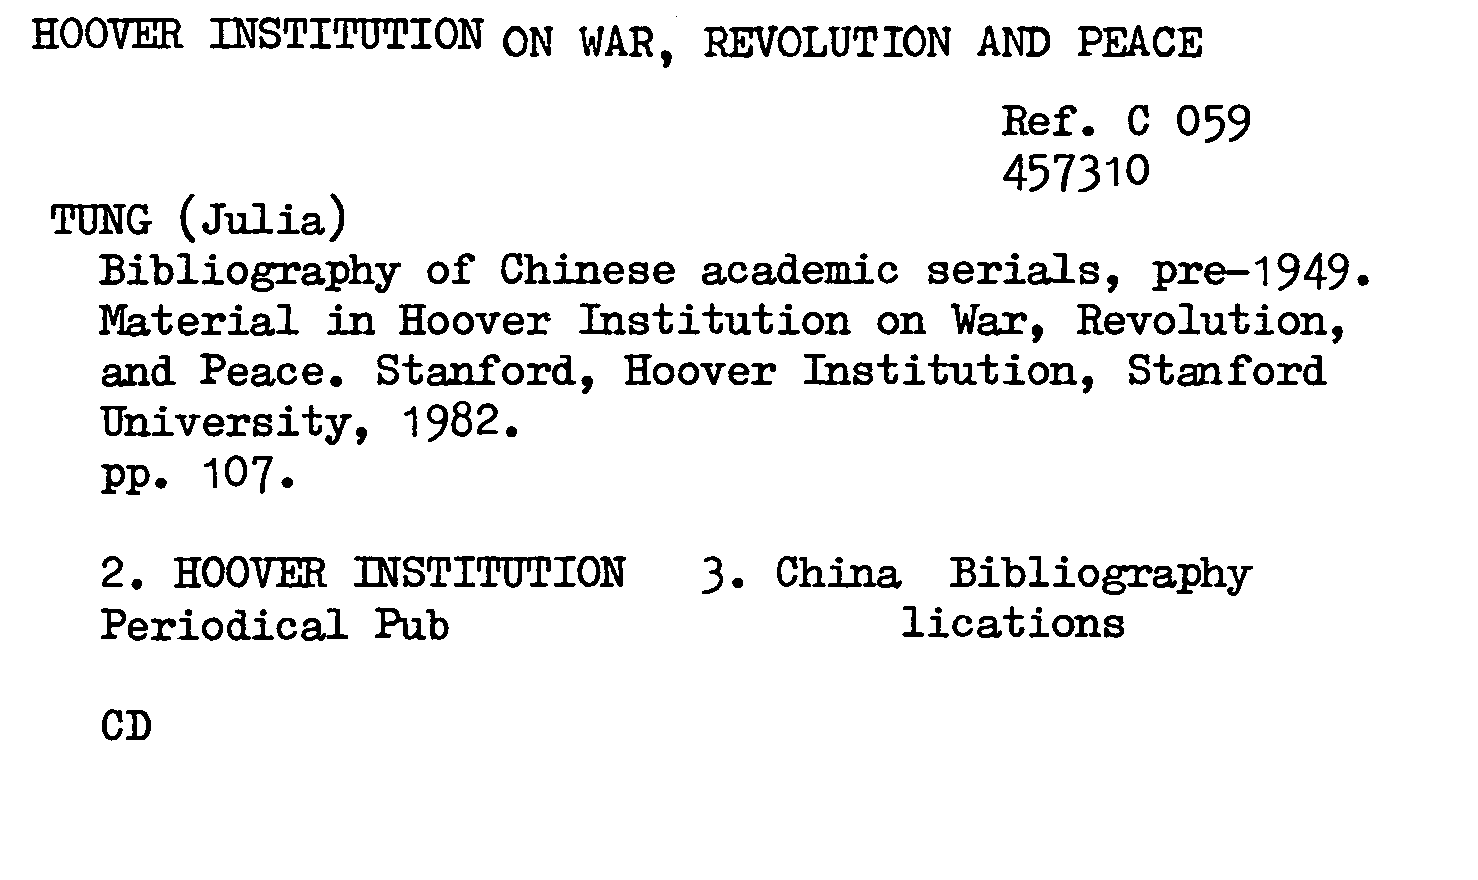 HOOVER INSTITUTION ON WAR, REVOLUTION AND PEACE
Ref. C 059
457310
TUNG (Julia)
Bibliography of Chinese academic serials, pre-1949.
Material in Hoover Institution on War, Revolution,
and Peace. Stanford, Hoover Institution, Stanford
University, 1982.
pp. 107.
2. HOOVER INSTITUTION 3. China Bibliography
Periodical Pub lications
CD